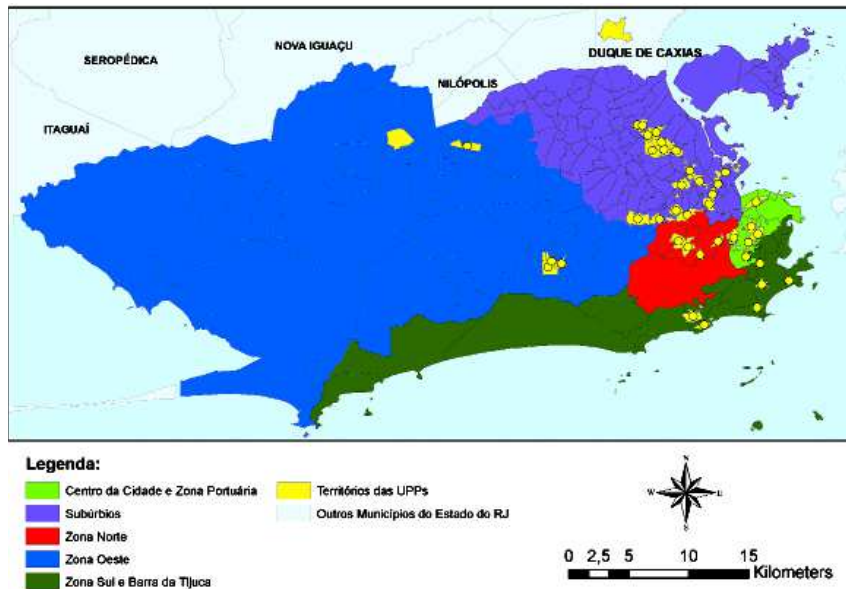 NOVA IGUAÇU
SEROPÉDICA
DUQUE DE CAXIAS
NILÓPOLIS
ITAGUAÍ
Legenda:
Centro da Cidade e Zona Portuária
Territórios das UPPs
Subúrbios
Outros Municípios do Estado do RJ
Zona Norte
Zona Oeste
Zona Sul e Barra da Tijuca
N
W
E
S
0 2,5 5 10 15
Kilometers